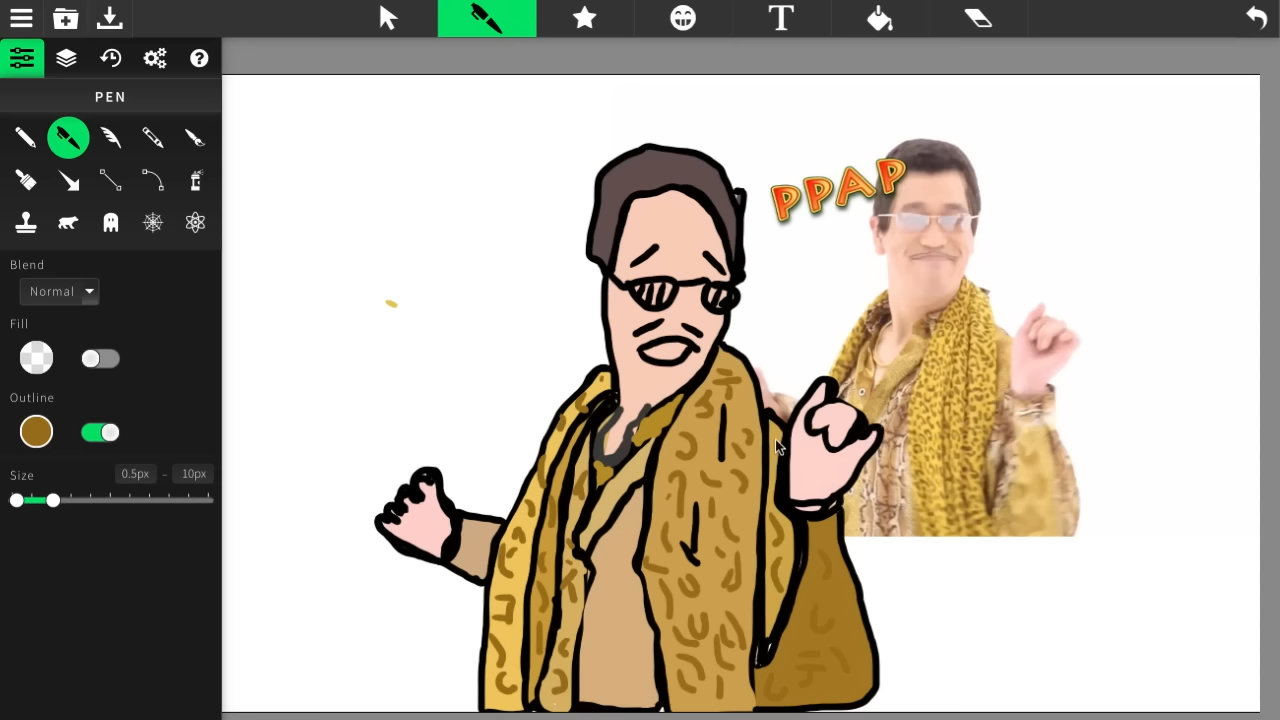 T
?
PEN
PPAP
Blend
Normal
Fill
Outline
Size 0.5px - 10px